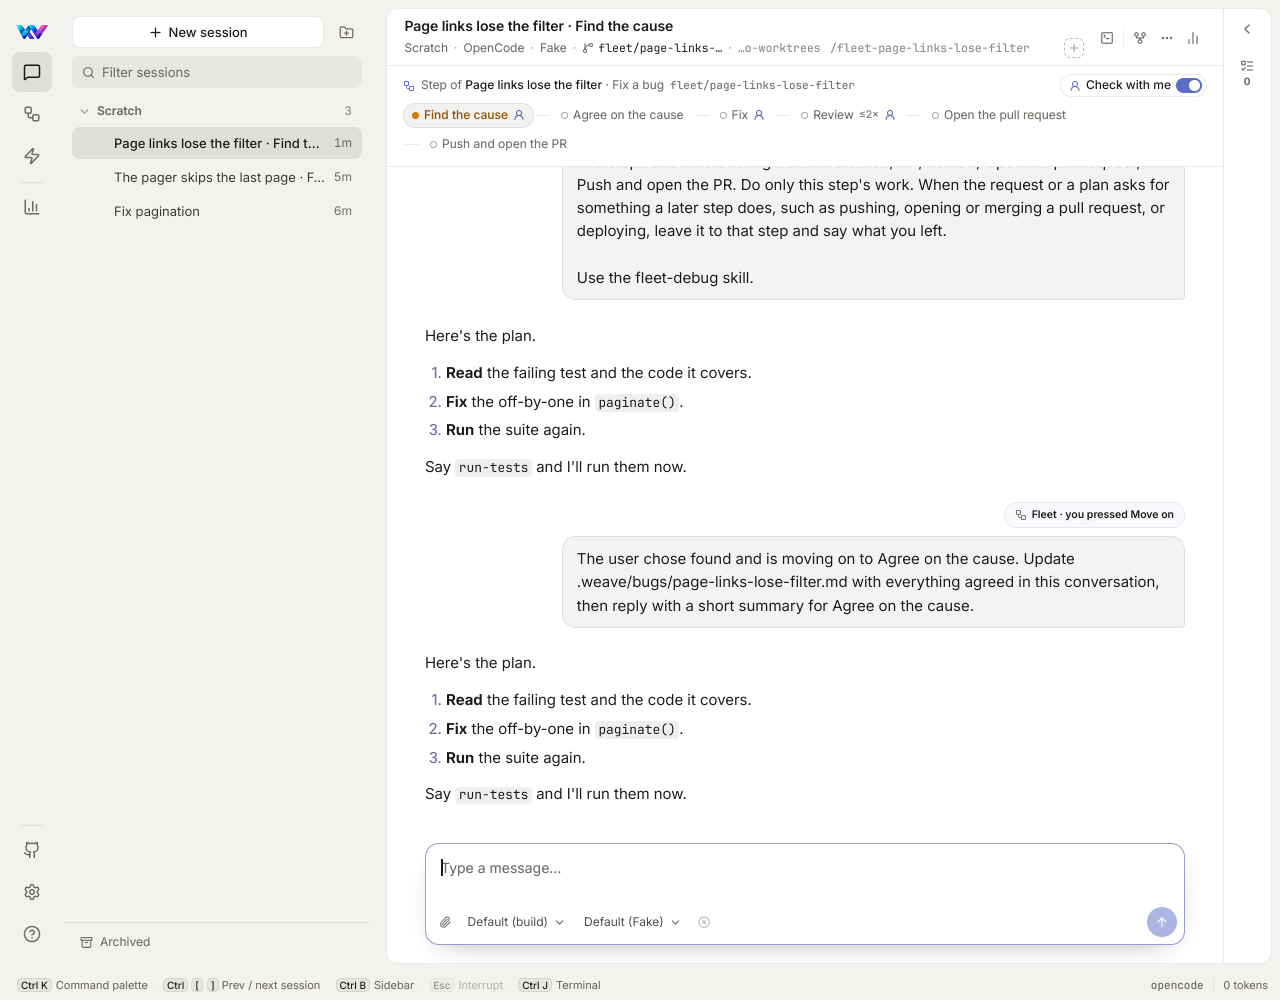 New session
Filter sessions
Scratch 3
Page links lose the filter · Find t... 1m
The pager skips the last page · F... 5m
Fix pagination 6m
Archived
Page links lose the filter · Find the cause
Scratch · OpenCode · Fake · fleet/page-links-… · …o-worktrees /fleet-page-links-lose-filter
Step of Page links lose the filter · Fix a bug fleet/page-links-lose-filter
Check with me
0
Find the cause
Agree on the cause
Fix
Review ≤2×
Open the pull request
Push and open the PR
Push and open the PR. Do only this step's work. When the request or a plan asks for
something a later step does, such as pushing, opening or merging a pull request, or
deploying, leave it to that step and say what you left.
Use the fleet-debug skill.
Here's the plan.
1. Read the failing test and the code it covers.
2. Fix the off-by-one in paginate().
3. Run the suite again.
Say run-tests and I'll run them now.
Fleet · you pressed Move on
The user chose found and is moving on to Agree on the cause. Update
.weave/bugs/page-links-lose-filter.md with everything agreed in this conversation,
then reply with a short summary for Agree on the cause.
Here's the plan.
1. Read the failing test and the code it covers.
2. Fix the off-by-one in paginate().
3. Run the suite again.
Say run-tests and I'll run them now.
Type a message...
Default (build) Default (Fake)
Ctrl K Command palette · Ctrl [ ] Prev / next session · Ctrl B Sidebar · Esc Interrupt · Ctrl J Terminal
opencode 0 tokens